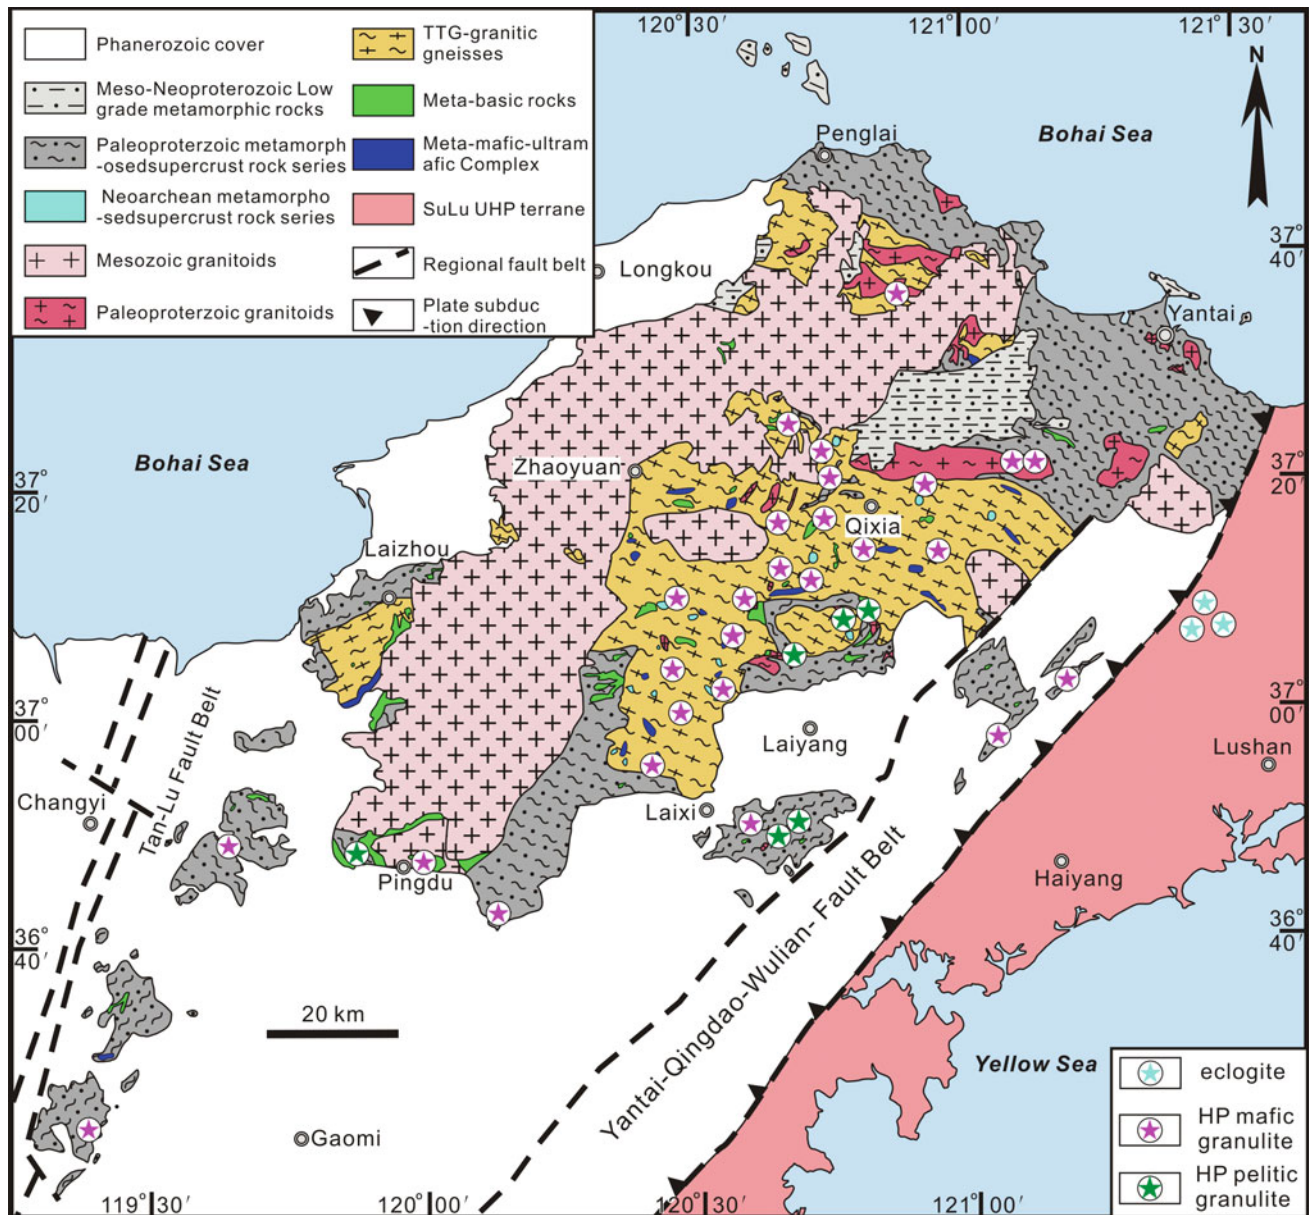 120°30′
121°00′
121°30′
Phanerozoic cover
Meso-Neoproterozoic Low
grade metamorphic rocks
Paleoproterzoic metamorph
-osedsupercrust rock series
Neoarchean metamorpho
-sedsupercrust rock series
Mesozoic granitoids
Paleoproterzoic granitoids
TTG-granitic
gneisses
Meta-basic rocks
Meta-mafic-ultram
afic Complex
SuLu UHP terrane
Regional fault belt
Plate subduc
-tion direction
N
Bohai Sea
Penglai
37°
40′
Longkou
Yantai
Bohai Sea
Zhaoyuan
37°
20′
37°
20′
Qixia
Laizhou
37°
00′
37°
00′
Tan-Lu Fault Belt
Laiyang
Lushan
Changyi
Laixi
Pingdu
Haiyang
36°
40′
36°
40′
Yantai-Qingdao-Wulian- Fault Belt
20 km
Yellow Sea
Gaomi
eclogite
HP mafic
granulite
HP pelitic
granulite
119°30′
120°00′
120°30′
121°00′